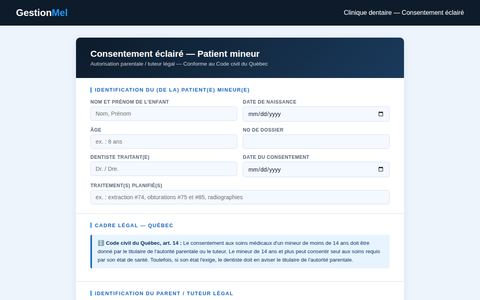 GestionMel
Clinique dentaire — Consentement éclairé
Consentement éclairé — Patient mineur
Autorisation parentale / tuteur légal — Conforme au Code civil du Québec
IDENTIFICATION DU (DE LA) PATIENT(E) MINEUR(E)
NOM ET PRÉNOM DE L'ENFANT
DATE DE NAISSANCE
Nom, Prénom
mm/dd/yyyy
ÂGE
NO DE DOSSIER
ex. : 8 ans
DENTISTE TRAITANT(E)
DATE DU CONSENTEMENT
Dr. / Dre.
mm/dd/yyyy
TRAITEMENT(S) PLANIFIÉ(S)
ex. : extraction #74, obturations #75 et #85, radiographies
CADRE LÉGAL — QUÉBEC
ℹ️ Code civil du Québec, art. 14 : Le consentement aux soins médicaux d'un mineur de moins de 14 ans doit être
donné par le titulaire de l'autorité parentale ou le tuteur. Le mineur de 14 ans et plus peut consentir seul aux soins requis
par son état de santé. Toutefois, si son état l'exige, le dentiste doit en aviser le titulaire de l'autorité parentale.
IDENTIFICATION DU PARENT / TUTEUR LÉGAL